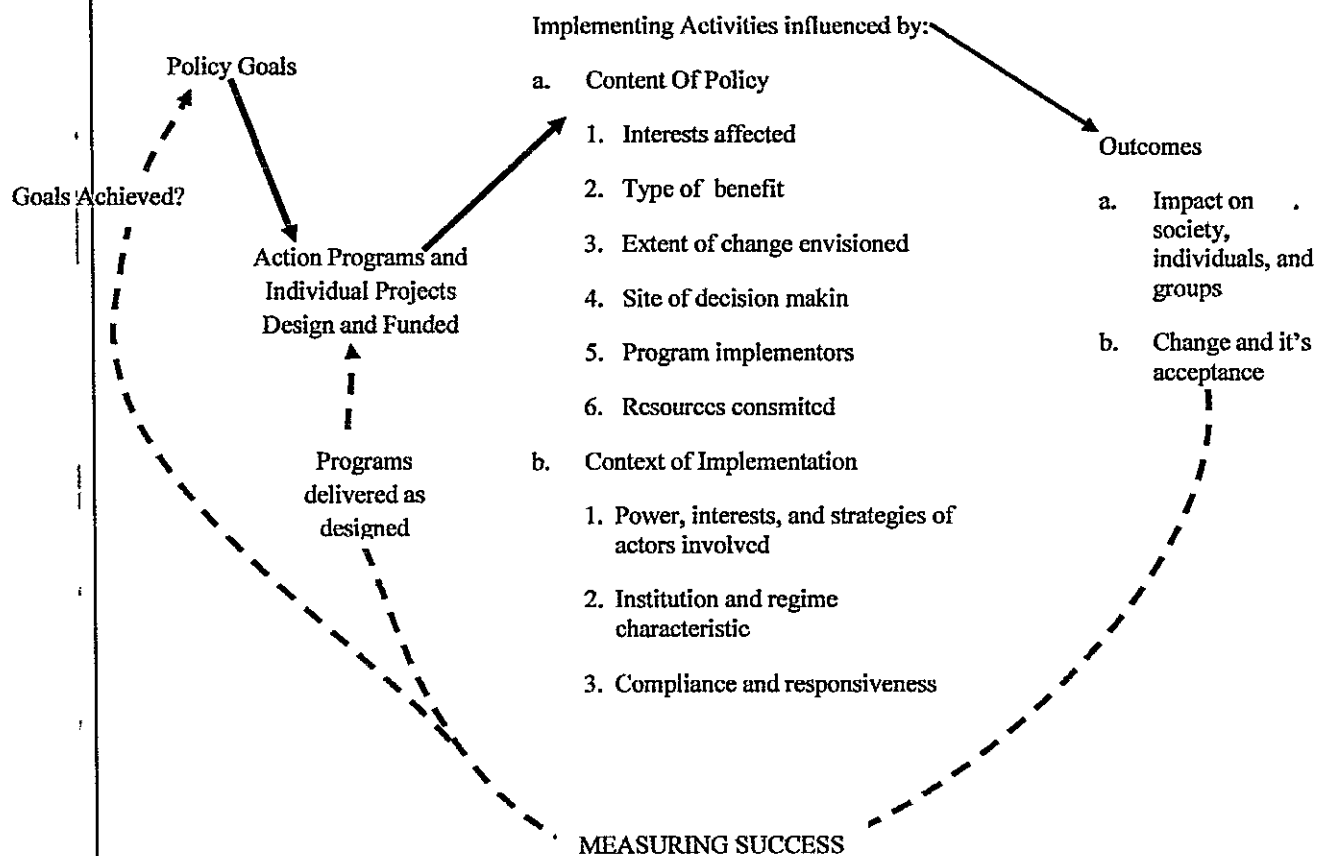 Implementing Activities influenced by:
Policy Goals
a. Content Of Policy
1. Interests affected
Outcomes
Goals Achieved?
2. Type of benefit
a. Impact on
society,
individuals, and
groups
3. Extent of change envisioned
Action Programs and
Individual Projects
Design and Funded
4. Site of decision makin
b. Change and it's
acceptance
5. Program implementors
6. Resources consmited
Programs
delivered as
designed
b. Context of Implementation
1. Power, interests, and strategies of
actors involved
2. Institution and regime
characteristic
3. Compliance and responsiveness
MEASURING SUCCESS